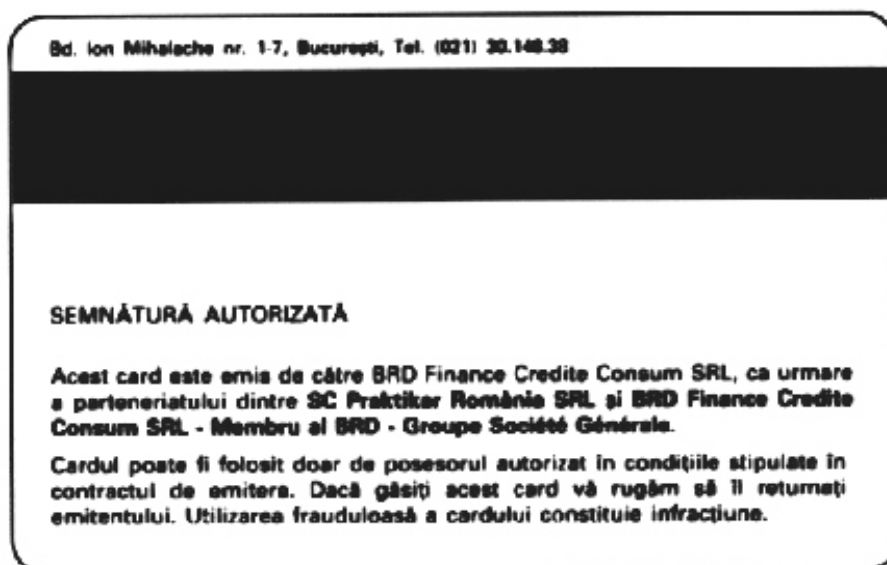 Bd. Ion Mihalache nr. 1-7, București, Tel. (021) 30.146.38
SEMNĂTURĂ AUTORIZATĂ
Acest card este emis de către BRD Finance Credite Consum SRL, ca urmare
a parteneriatului dintre SC Praktiker România SRL și BRD Finance Credite
Consum SRL - Membru al BRD - Groupe Société Générale.
Cardul poate fi folosit doar de posesorul autorizat în condițiile stipulate în
contractul de emitere. Dacă găsiți acest card vă rugăm să îl returnați
emitentului. Utilizarea frauduloasă a cardului constituie infracțiune.